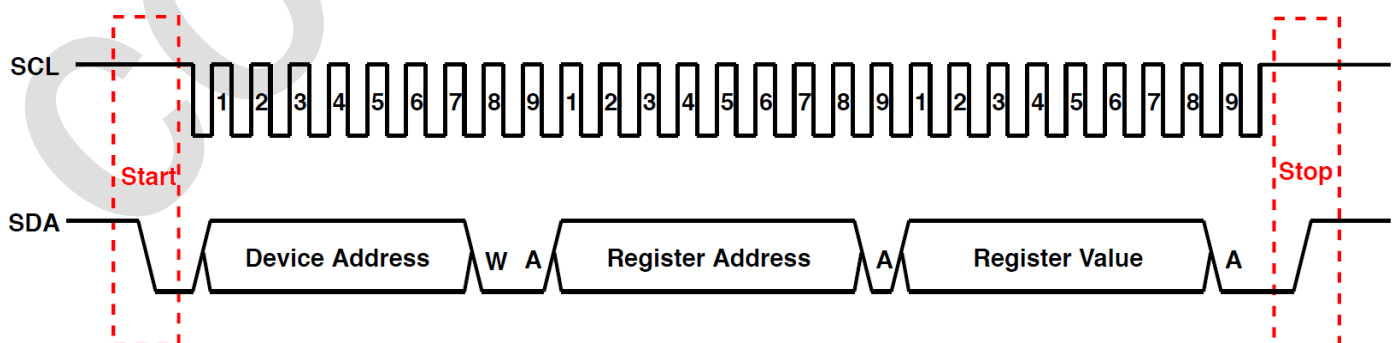 SCL
1 2 3 4 5 6 7 8 9 1 2 3 4 5 6 7 8 9 1 2 3 4 5 6 7 8 9
Start
Stop
SDA
Device Address W A Register Address A Register Value A